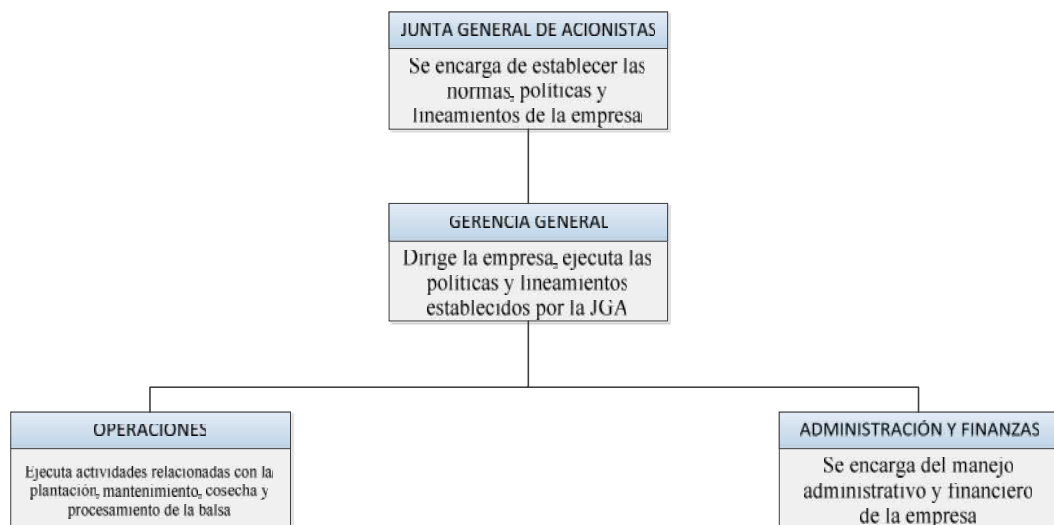 JUNTA GENERAL DE ACIONISTAS
Se encarga de establecer las
normas, políticas y
lineamientos de la empresa
GERENCIA GENERAL
Dirige la empresa, ejecuta las
políticas y lineamientos
establecidos por la JGA
OPERACIONES
Ejecuta actividades relacionadas con la
plantación, mantenimiento, cosecha y
procesamiento de la balsa
ADMINISTRACIÓN Y FINANZAS
Se encarga del manejo
administrativo y financiero
de la empresa